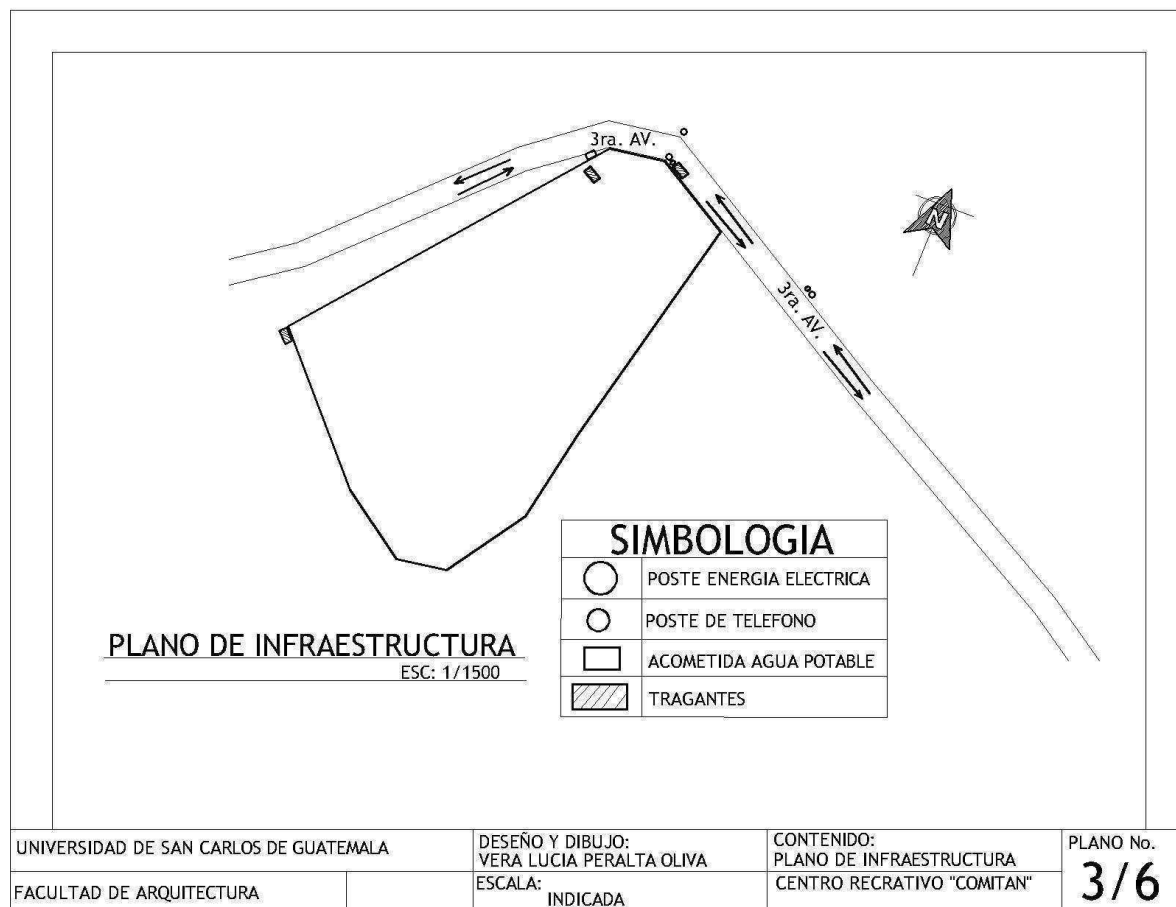 3ra. AV.
N
3ra. AV.
SIMBOLOGIA
POSTE ENERGIA ELECTRICA
POSTE DE TELEFONO
ACOMETIDA AGUA POTABLE
TRAGANTES
PLANO DE INFRAESTRUCTURA
ESC: 1/1500
UNIVERSIDAD DE SAN CARLOS DE GUATEMALA
FACULTAD DE ARQUITECTURA
DESEÑO Y DIBUJO:
VERA LUCIA PERALTA OLIVA
ESCALA:
INDICADA
CONTENIDO:
PLANO DE INFRAESTRUCTURA
CENTRO RECRATIVO "COMITAN"
PLANO No.
3/6